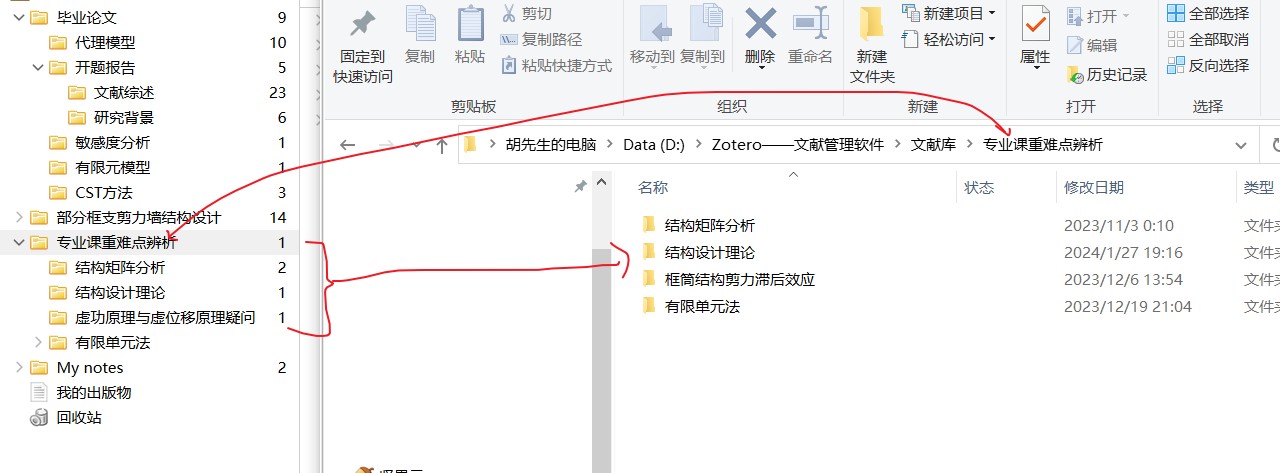 毕业论文 9
代理模型 10
开题报告 5
文献综述 23
研究背景 6
敏感度分析 1
有限元模型 1
CST方法 3
部分框支剪力墙结构设计 14
专业课重难点辨析 1
结构矩阵分析 2
结构设计理论 1
虚功原理与虚位移原理疑问 1
有限单元法
My notes 2
我的出版物
回收站
固定到
快速访问
复制
粘贴
剪切
复制路径
粘贴快捷方式
剪贴板
移动到
复制到
删除
重命名
组织
新建
文件夹
新建项目
轻松访问
新建
属性
打开
编辑
历史记录
打开
全部选择
全部取消
反向选择
选择
胡先生的电脑 Data (D:) Zotero——文献管理软件 文献库 专业课重难点辨析
名称 状态 修改日期 类型
结构矩阵分析 2023/11/3 0:10 文件夹
结构设计理论 2024/1/27 19:16 文件夹
框筒结构剪力滞后效应 2023/12/6 13:54 文件夹
有限单元法 2023/12/19 21:04 文件夹